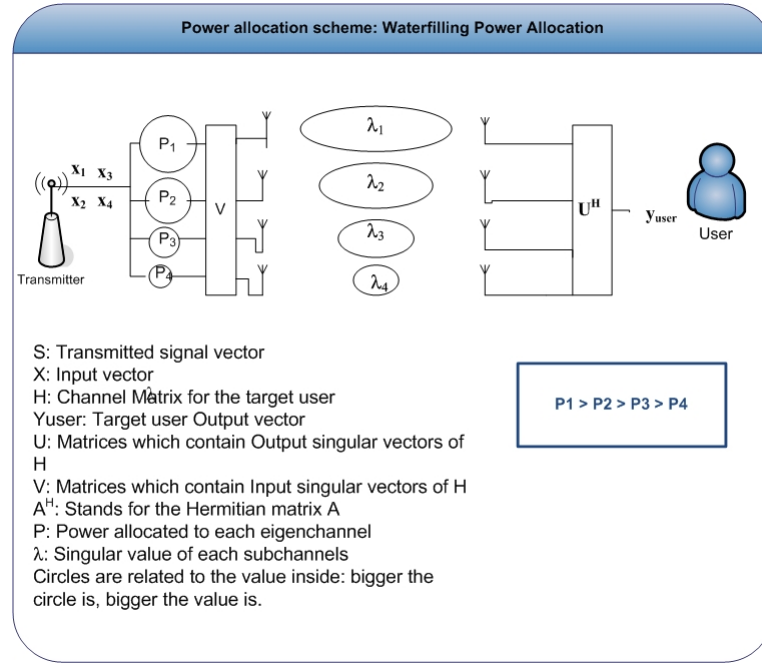 Power allocation scheme: Waterfilling Power Allocation
x1 x3
x2 x4
Transmitter
P1
P2
P3
P4
V
λ1
λ2
λ3
λ4
U^H
y_user
User
S: Transmitted signal vector
X: Input vector
H: Channel Matrix for the target user
λ
Yuser: Target user Output vector
U: Matrices which contain Output singular vectors of
H
V: Matrices which contain Input singular vectors of H
A^H: Stands for the Hermitian matrix A
P: Power allocated to each eigenchannel
λ: Singular value of each subchannels
Circles are related to the value inside: bigger the
circle is, bigger the value is.
P1 > P2 > P3 > P4